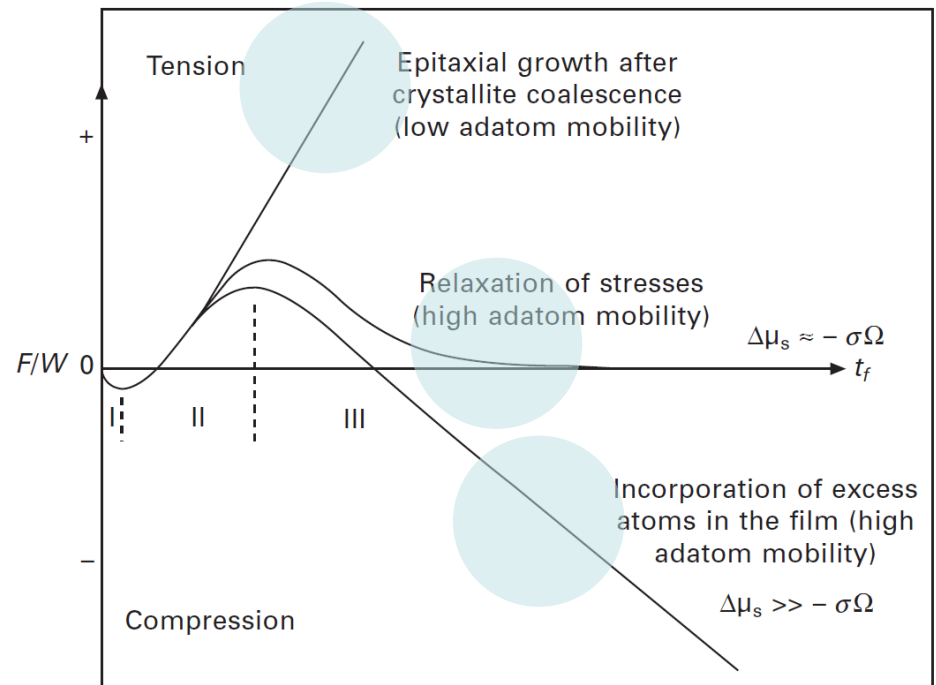 Tension
Epitaxial growth after
crystallite coalescence
(low adatom mobility)
+
Relaxation of stresses
(high adatom mobility)
Δμs ≈ − σΩ
F/W 0
tf
I
II
III
Incorporation of excess
atoms in the film (high
adatom mobility)
−
Δμs >> − σΩ
Compression